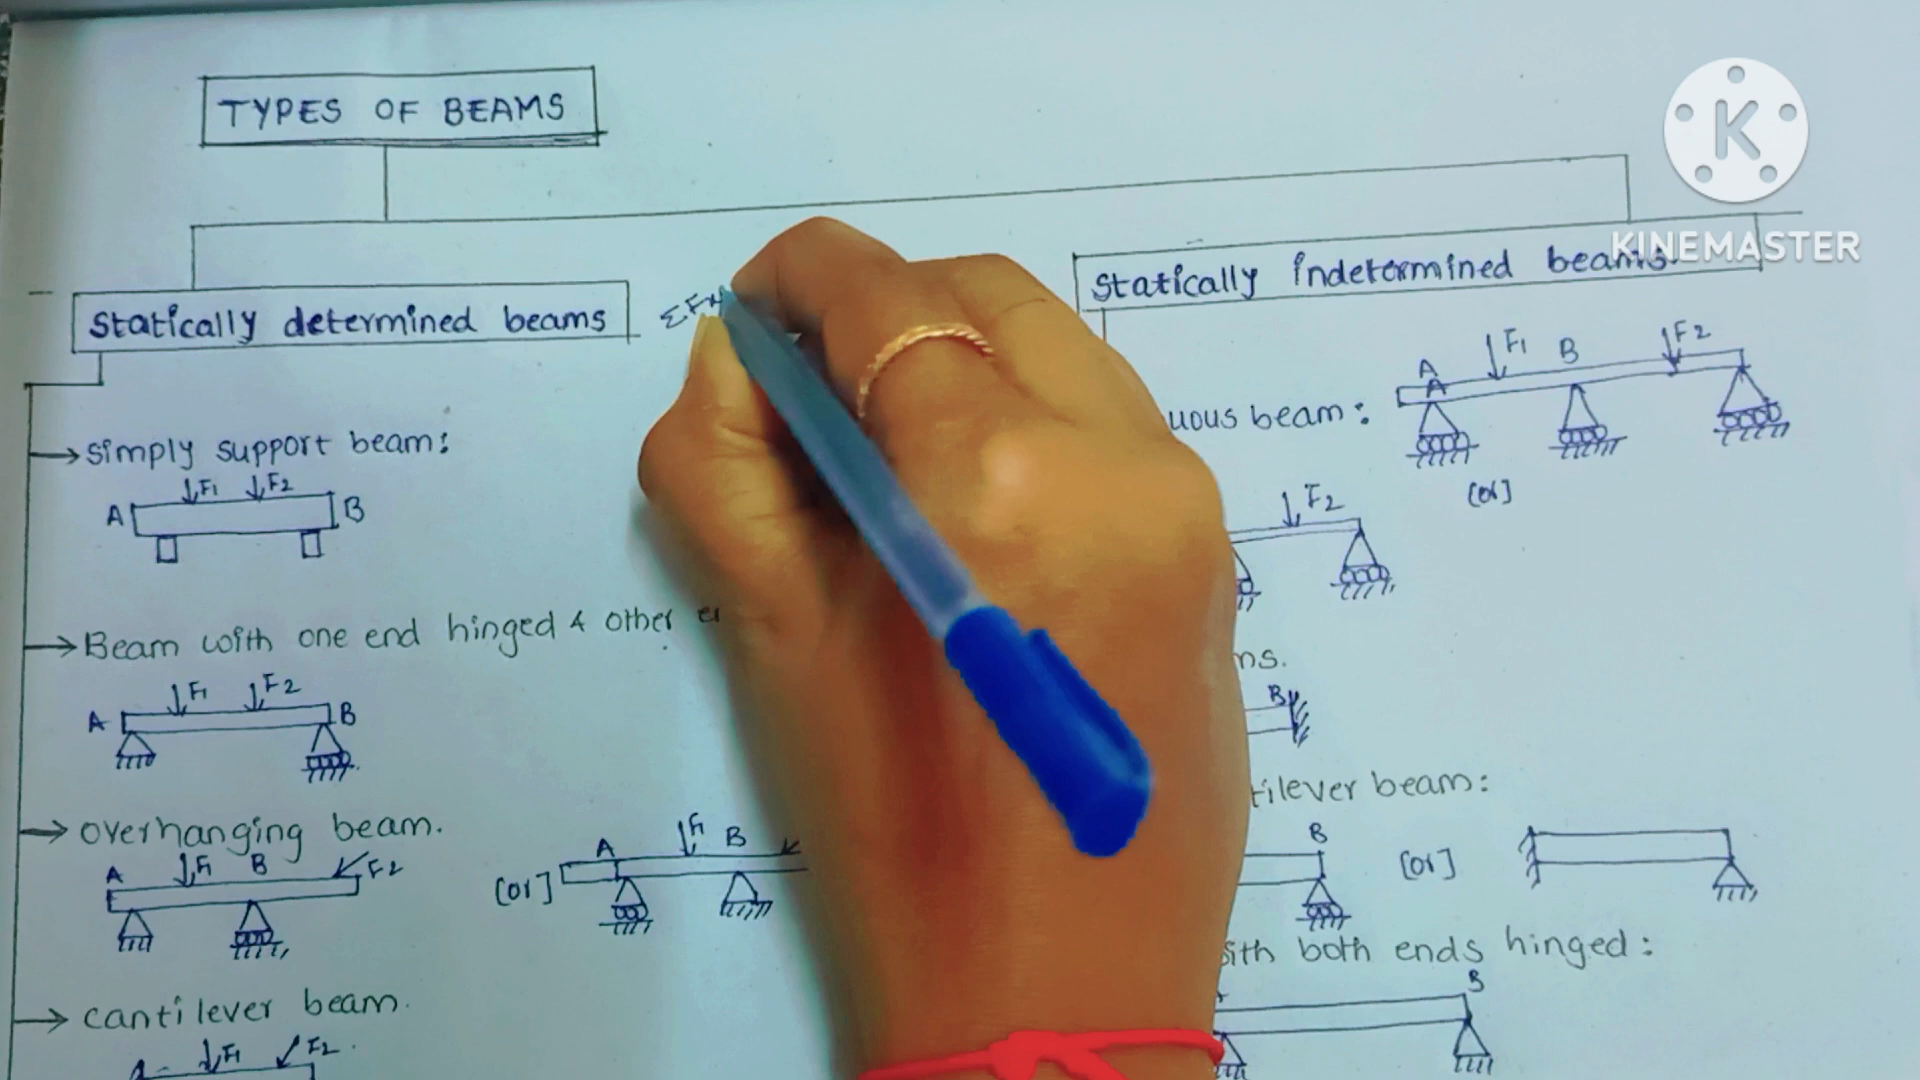 TYPES OF BEAMS
K
KINEMASTER
Statically determined beams
ΣFx
Statically indetermined beams.
simply support beam:
F1 F2
A B
Beam with one end hinged & other
F1 F2
A B
overhanging beam.
A F1 B F2
[or]
A F1 B
cantilever beam.
F1 F2
uous beam:
A F1 B F2
A
[or]
F2
ns.
B
tilever beam:
B
[or]
ith both ends hinged:
B